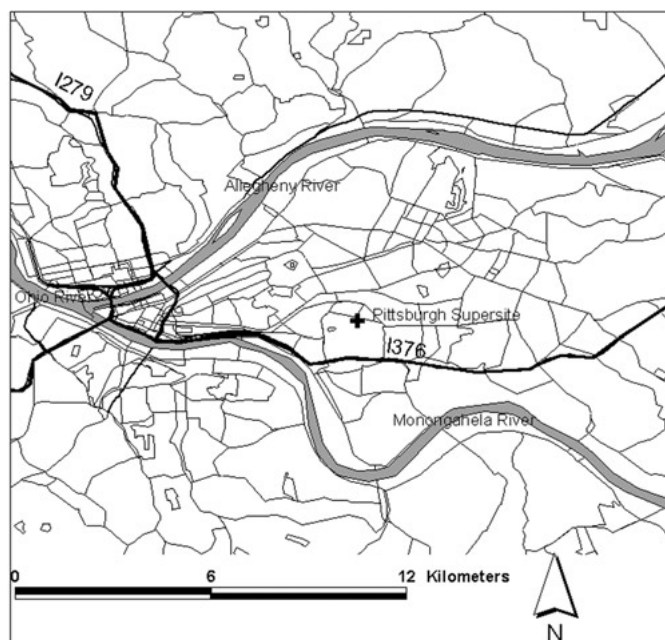 I279
Allegheny River
Ohio River
Pittsburgh Supersite
I376
Monongahela River
0 6 12 Kilometers
N